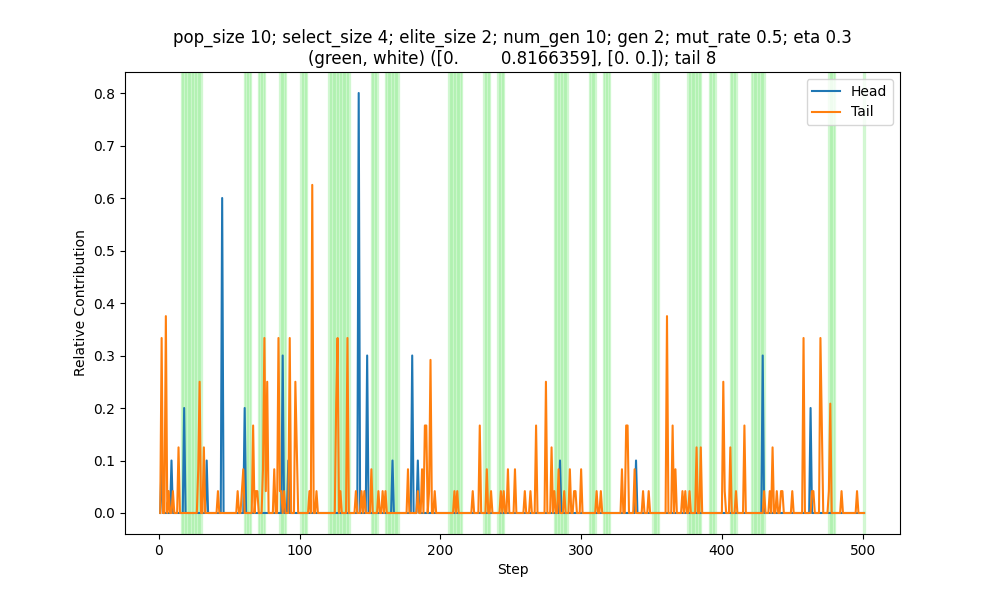 pop_size 10; select_size 4; elite_size 2; num_gen 10; gen 2; mut_rate 0.5; eta 0.3
(green, white) ([0.        0.8166359], [0. 0.]); tail 8
Head
Tail
Relative Contribution
0.8
0.7
0.6
0.5
0.4
0.3
0.2
0.1
0.0
0
100
200
300
400
500
Step